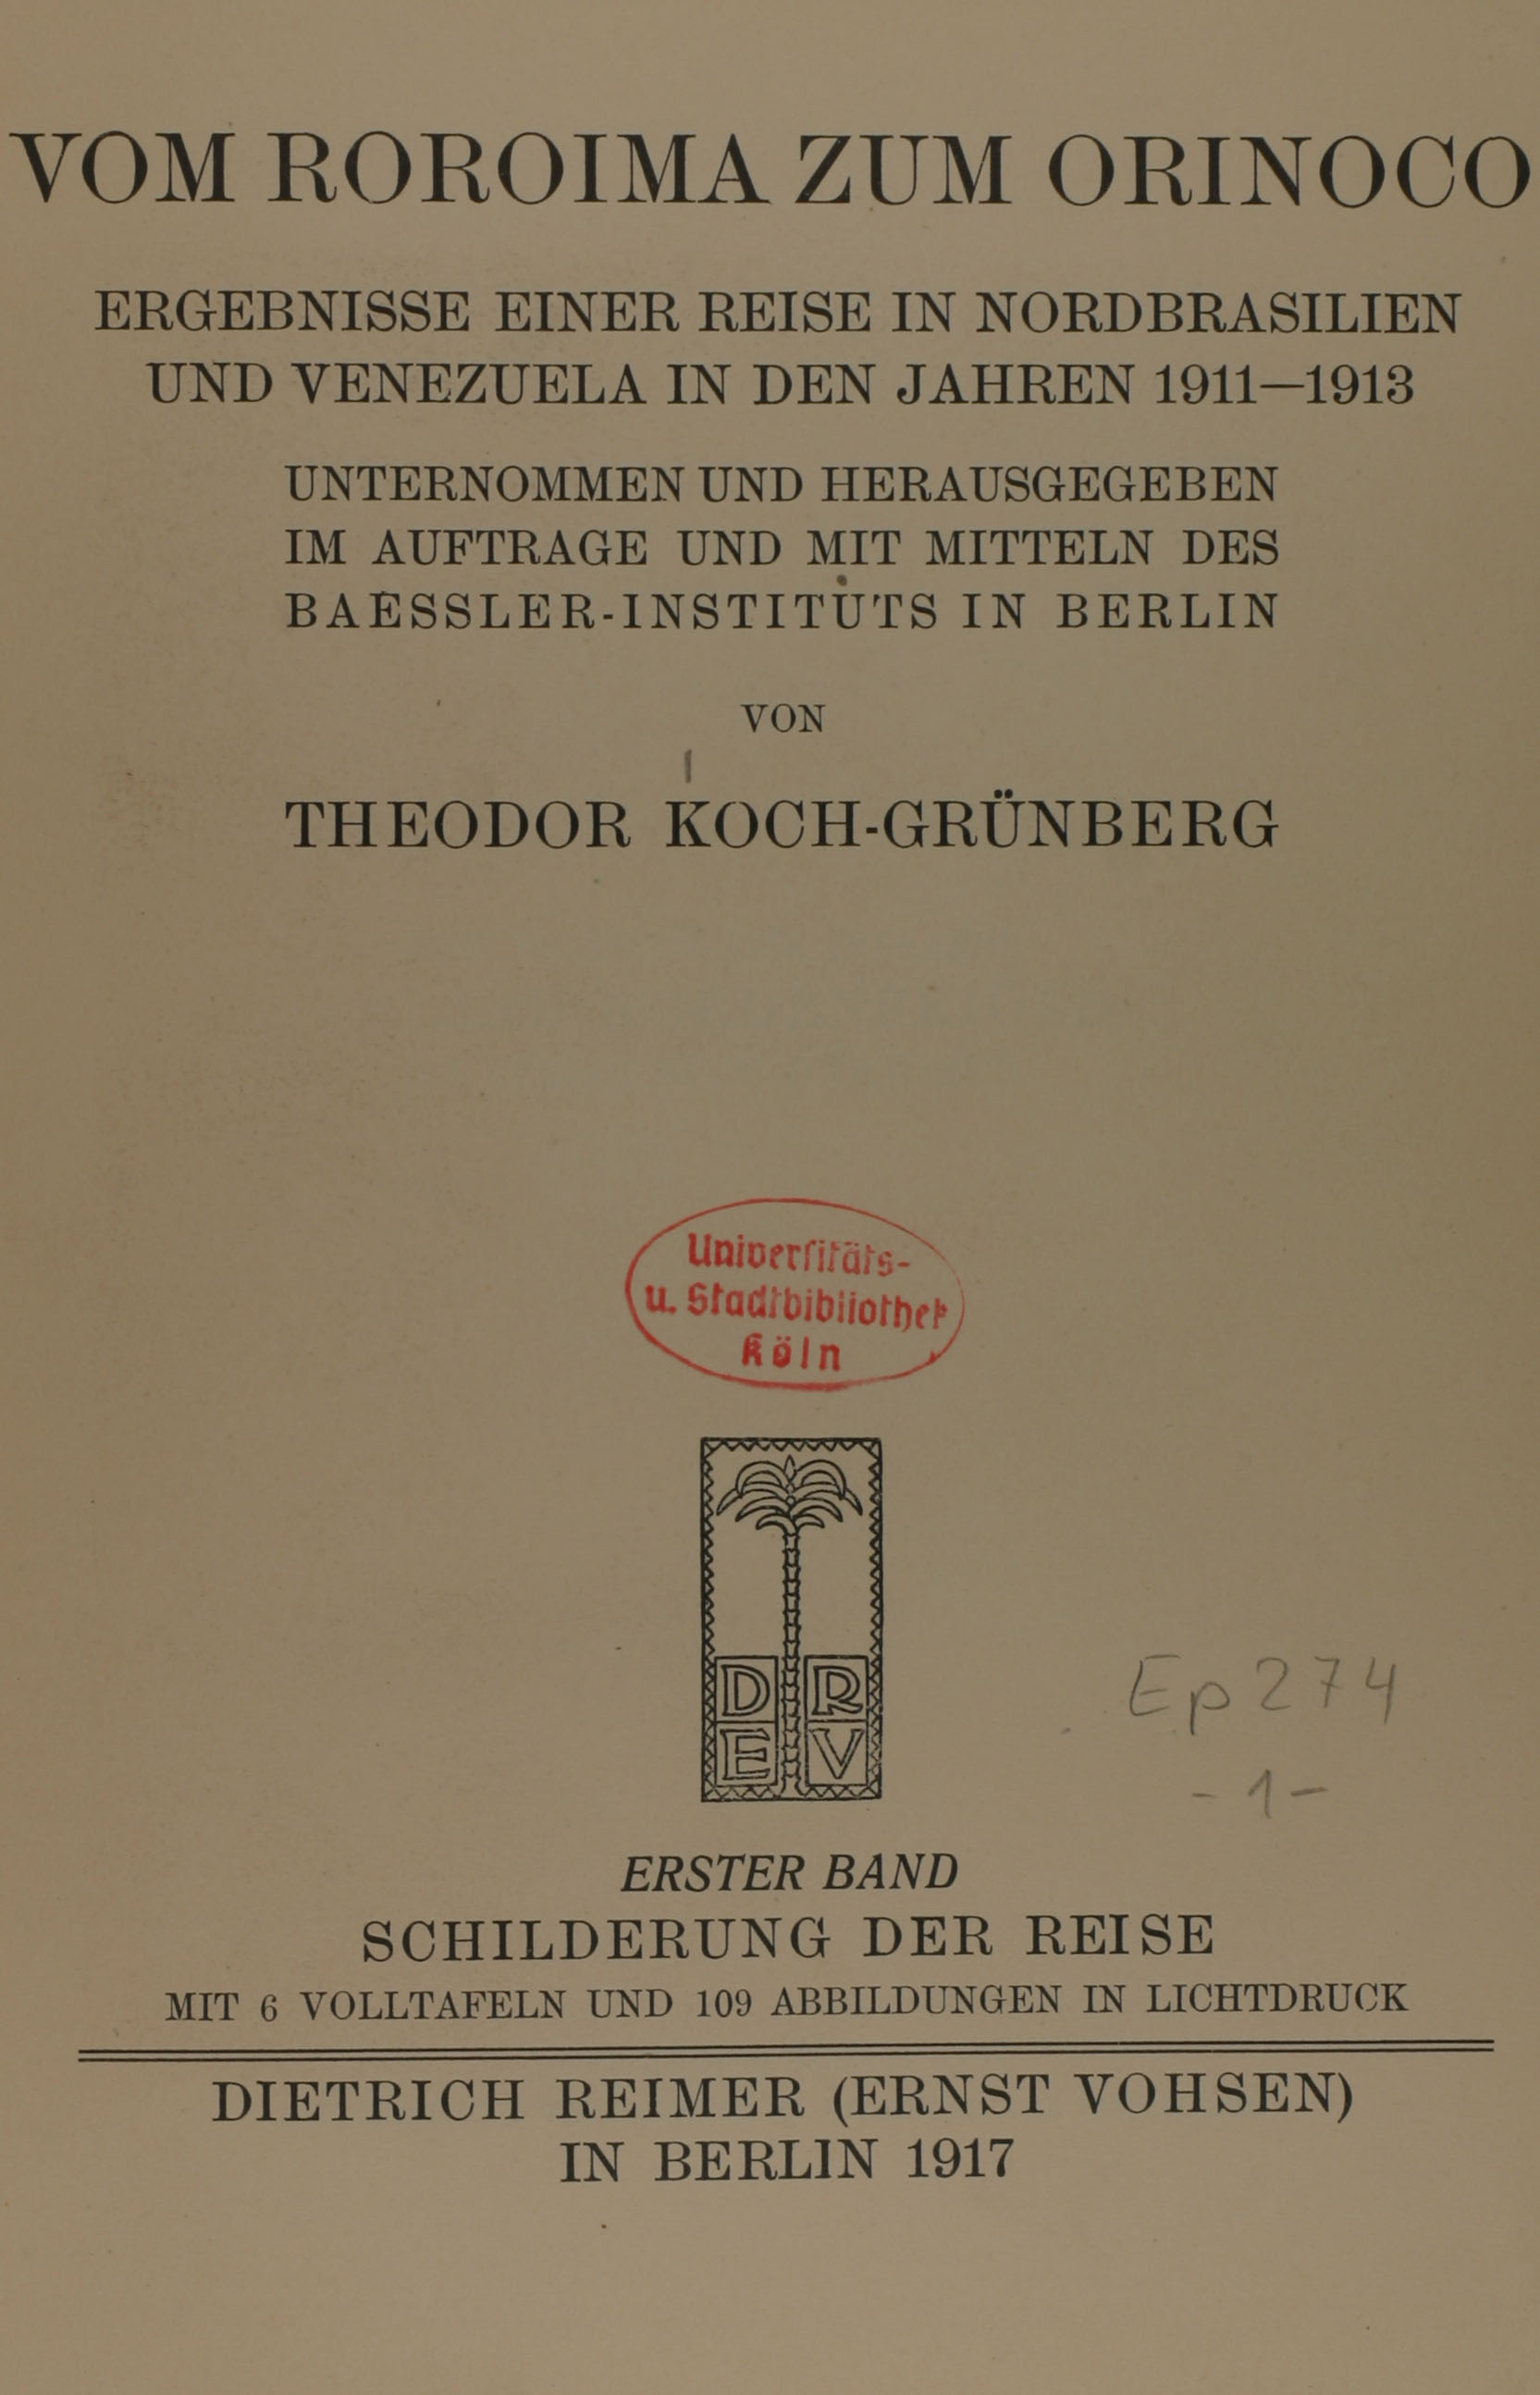 VOM ROROIMA ZUM ORINOCO
ERGEBNISSE EINER REISE IN NORDBRASILIEN
UND VENEZUELA IN DEN JAHREN 1911—1913
UNTERNOMMEN UND HERAUSGEGEBEN
IM AUFTRAGE UND MIT MITTELN DES
BAESSLER-INSTITUTS IN BERLIN
VON
THEODOR KOCH-GRÜNBERG
Univerſitäts-
u. Stadtbibliothek
Köln
D R
E V
Ep 274
- 1 -
ERSTER BAND
SCHILDERUNG DER REISE
MIT 6 VOLLTAFELN UND 109 ABBILDUNGEN IN LICHTDRUCK
DIETRICH REIMER (ERNST VOHSEN)
IN BERLIN 1917